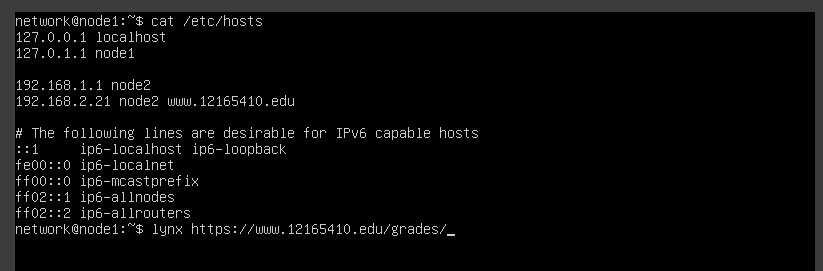 network@node1:~$ cat /etc/hosts
127.0.0.1 localhost
127.0.1.1 node1
192.168.1.1 node2
192.168.2.21 node2 www.12165410.edu
# The following lines are desirable for IPv6 capable hosts
::1     ip6-localhost ip6-loopback
fe00::0 ip6-localnet
ff00::0 ip6-mcastprefix
ff02::1 ip6-allnodes
ff02::2 ip6-allrouters
network@node1:~$ lynx https://www.12165410.edu/grades/_